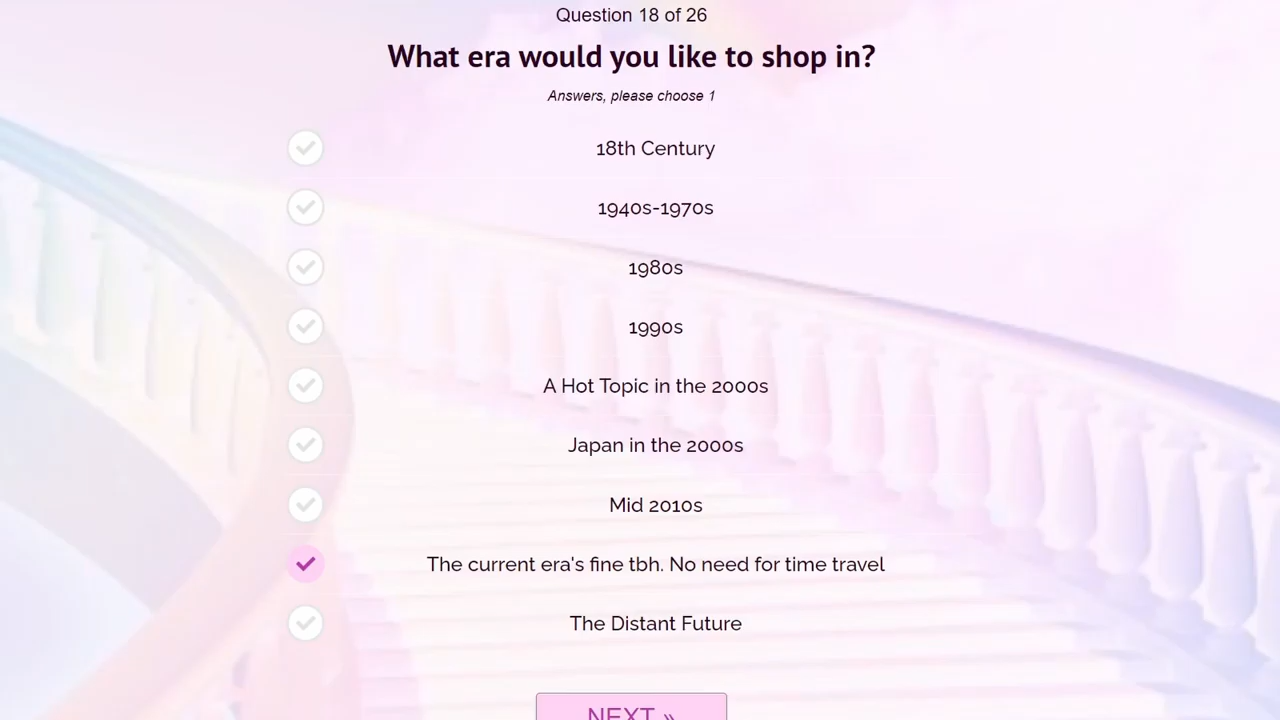 Question 18 of 26
What era would you like to shop in?
Answers, please choose 1
18th Century
1940s-1970s
1980s
1990s
A Hot Topic in the 2000s
Japan in the 2000s
Mid 2010s
The current era's fine tbh. No need for time travel
The Distant Future
NEXT »